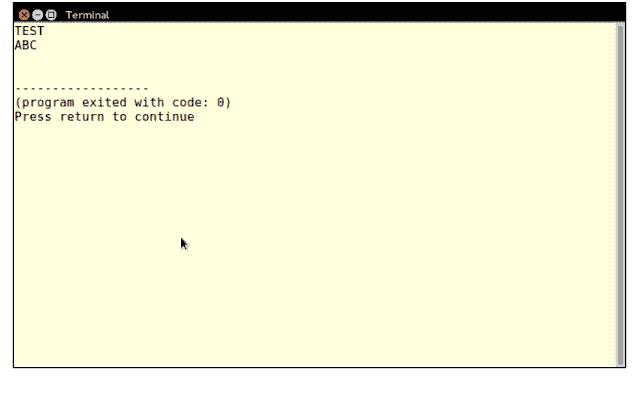 Terminal
TEST
ABC
------------------
(program exited with code: 0)
Press return to continue